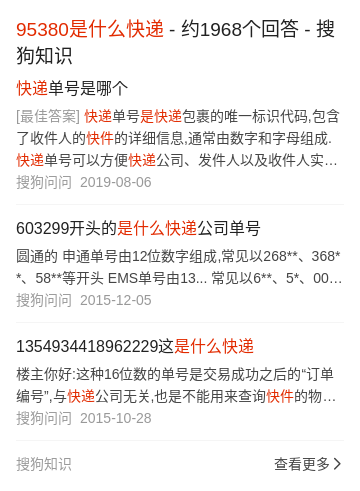 95380是什么快递 - 约1968个回答 - 搜
狗知识
快递单号是哪个
[最佳答案] 快递单号是快递包裹的唯一标识代码,包含
了收件人的快件的详细信息,通常由数字和字母组成.
快递单号可以方便快递公司、发件人以及收件人实…
搜狗问问 2019-08-06
603299开头的是什么快递公司单号
圆通的 申通单号由12位数字组成,常见以268**、368*
*、58**等开头 EMS单号由13... 常见以6**、5*、00…
搜狗问问 2015-12-05
1354934418962229这是什么快递
楼主你好:这种16位数的单号是交易成功之后的“订单
编号”,与快递公司无关,也是不能用来查询快件的物…
搜狗问问 2015-10-28
搜狗知识 查看更多